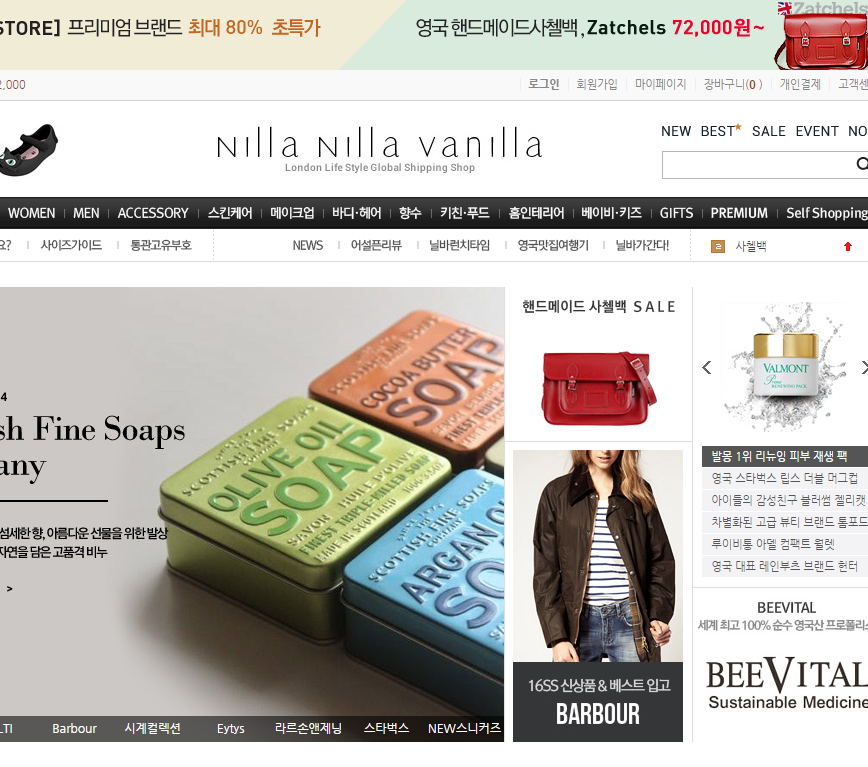 STORE] 프리미엄 브랜드 최대 80% 초특가
영국 핸드메이드사첼백, Zatchels 72,000원~
Zatchels
2,000
로그인 회원가입 마이페이지 장바구니(0) 개인결제 고객센
nilla nilla vanilla
London Life Style Global Shipping Shop
NEW BEST* SALE EVENT NO
WOMEN MEN ACCESSORY 스킨케어 메이크업 바디·헤어 향수 키친·푸드 홈인테리어 베이비·키즈 GIFTS PREMIUM Self Shopping
요? 사이즈가이드 통관고유부호 NEWS 어설픈리뷰 닐바런치타임 영국맛집여행기 닐바가간다! 2 사첼백
4
sh Fine Soaps
any
섬세한 향, 아름다운 선물을 위한 발상
자연을 담은 고품격 비누
>
COCOA BUTTER
SOAP
SCOTTISH FINE SOAPS
OLIVE OIL
SOAP
SAVON À L'HUILE D'OLIVE
FINEST TRIPLE-MILLED SOAP
MADE IN SCOTLAND
SCOTTISH FINE SOAPS
ARGAN O
SO
LTI Barbour 시계컬렉션 Eytys 라르손앤제닝 스타벅스 NEW스니커즈
핸드메이드 사첼백 SALE
16SS 신상품 & 베스트 입고
BARBOUR
VALMONT
Prime
RENEWING PACK
발몽 1위 리뉴잉 피부 재생 팩
영국 스타벅스 립스 더블 머그컵
아이들의 감성친구 블러썸 젤리캣
차별화된 고급 뷰티 브랜드 톰포드
루이비통 아델 컴팩트 월렛
영국 대표 레인부츠 브랜드 헌터
BEEVITAL
세계 최고 100% 순수 영국산 프로폴리스
BEEVITAL
Sustainable Medicine